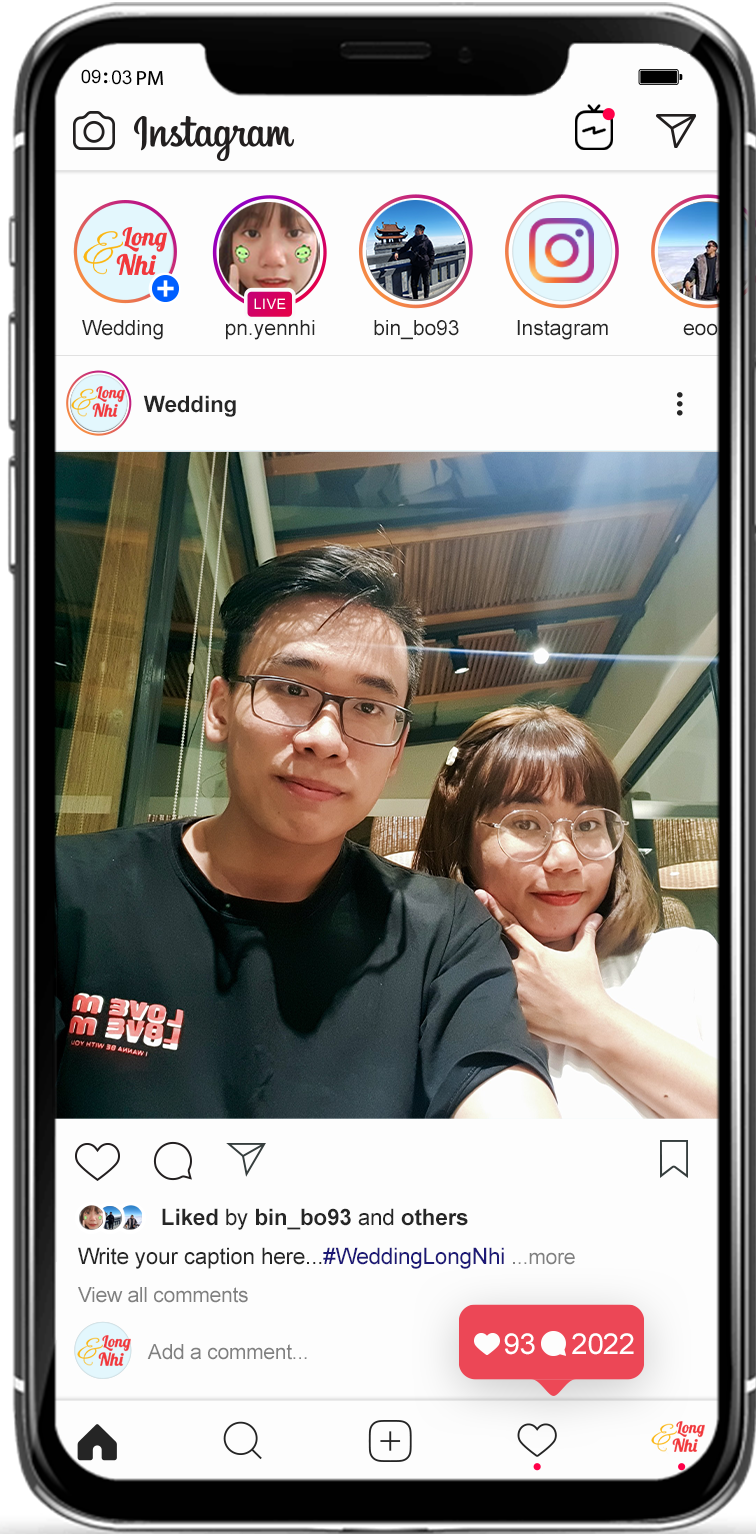 09:03 PM
Instagram
Long
& Nhi
LIVE
Wedding
pn.yennhi
bin_bo93
Instagram
eoo
Long
& Nhi
Wedding
LOVE m
LOVE m
I WANNA BE WITH YOU
Liked by bin_bo93 and others
Write your caption here...#WeddingLongNhi ...more
View all comments
Long
& Nhi
Add a comment...
93 2022
Long
& Nhi